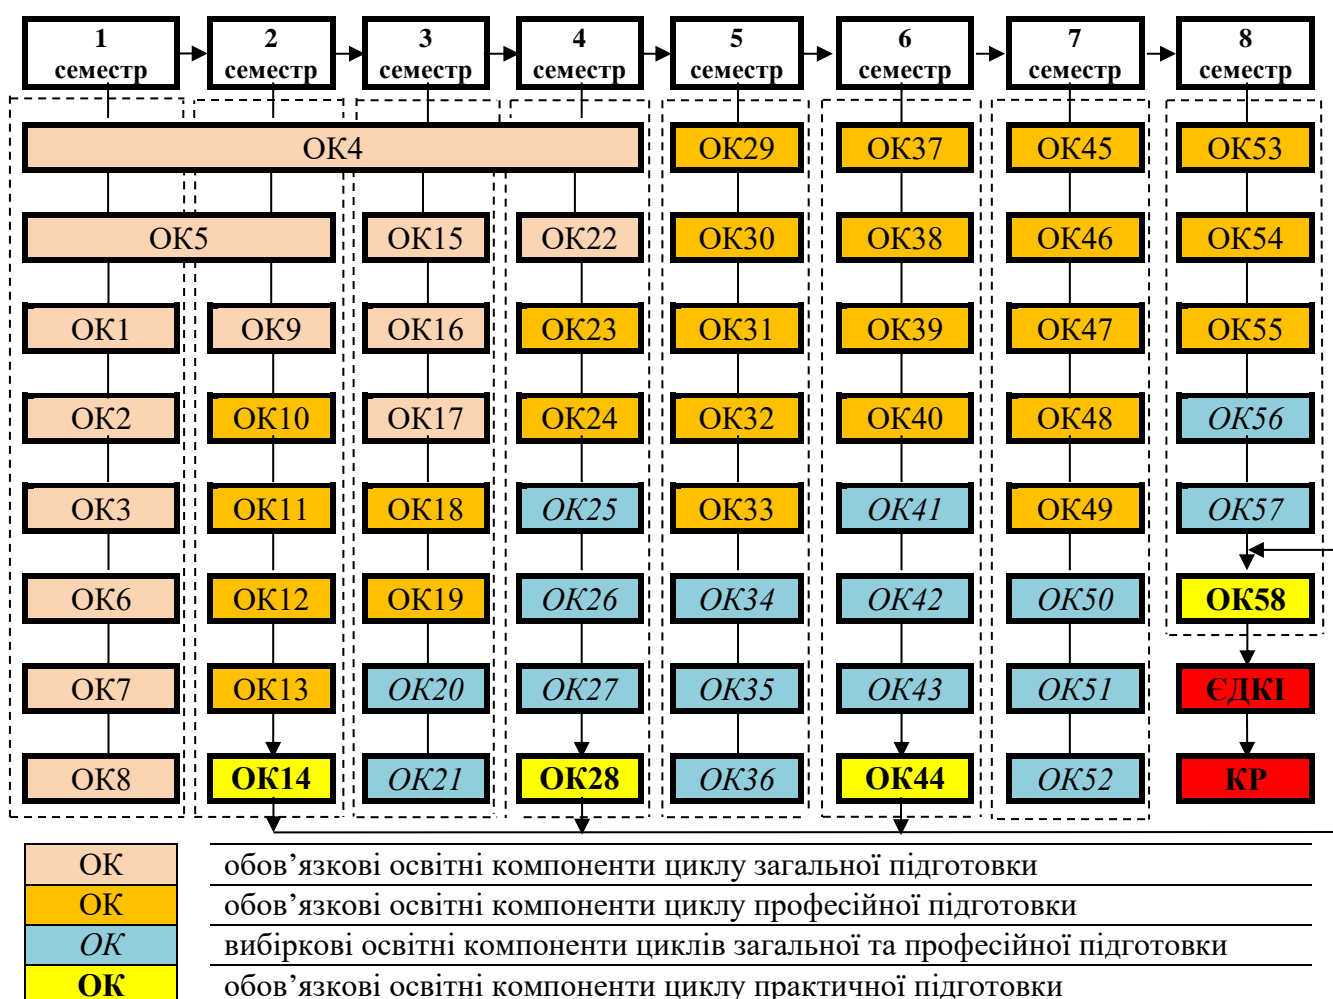 1 2 3 4 5 6 7 8
семестр семестр семестр семестр семестр семестр семестр семестр
ОК4 ОК29 ОК37 ОК45 ОК53
ОК5 ОК15 ОК22 ОК30 ОК38 ОК46 ОК54
ОК1 ОК9 ОК16 ОК23 ОК31 ОК39 ОК47 ОК55
ОК2 ОК10 ОК17 ОК24 ОК32 ОК40 ОК48 ОК56
ОК3 ОК11 ОК18 ОК25 ОК33 ОК41 ОК49 ОК57
ОК6 ОК12 ОК19 ОК26 ОК34 ОК42 ОК50 ОК58
ОК7 ОК13 ОК20 ОК27 ОК35 ОК43 ОК51 ЄДКІ
ОК8 ОК14 ОК21 ОК28 ОК36 ОК44 ОК52 КР
ОК обов’язкові освітні компоненти циклу загальної підготовки
ОК обов’язкові освітні компоненти циклу професійної підготовки
ОК вибіркові освітні компоненти циклів загальної та професійної підготовки
ОК обов’язкові освітні компоненти циклу практичної підготовки